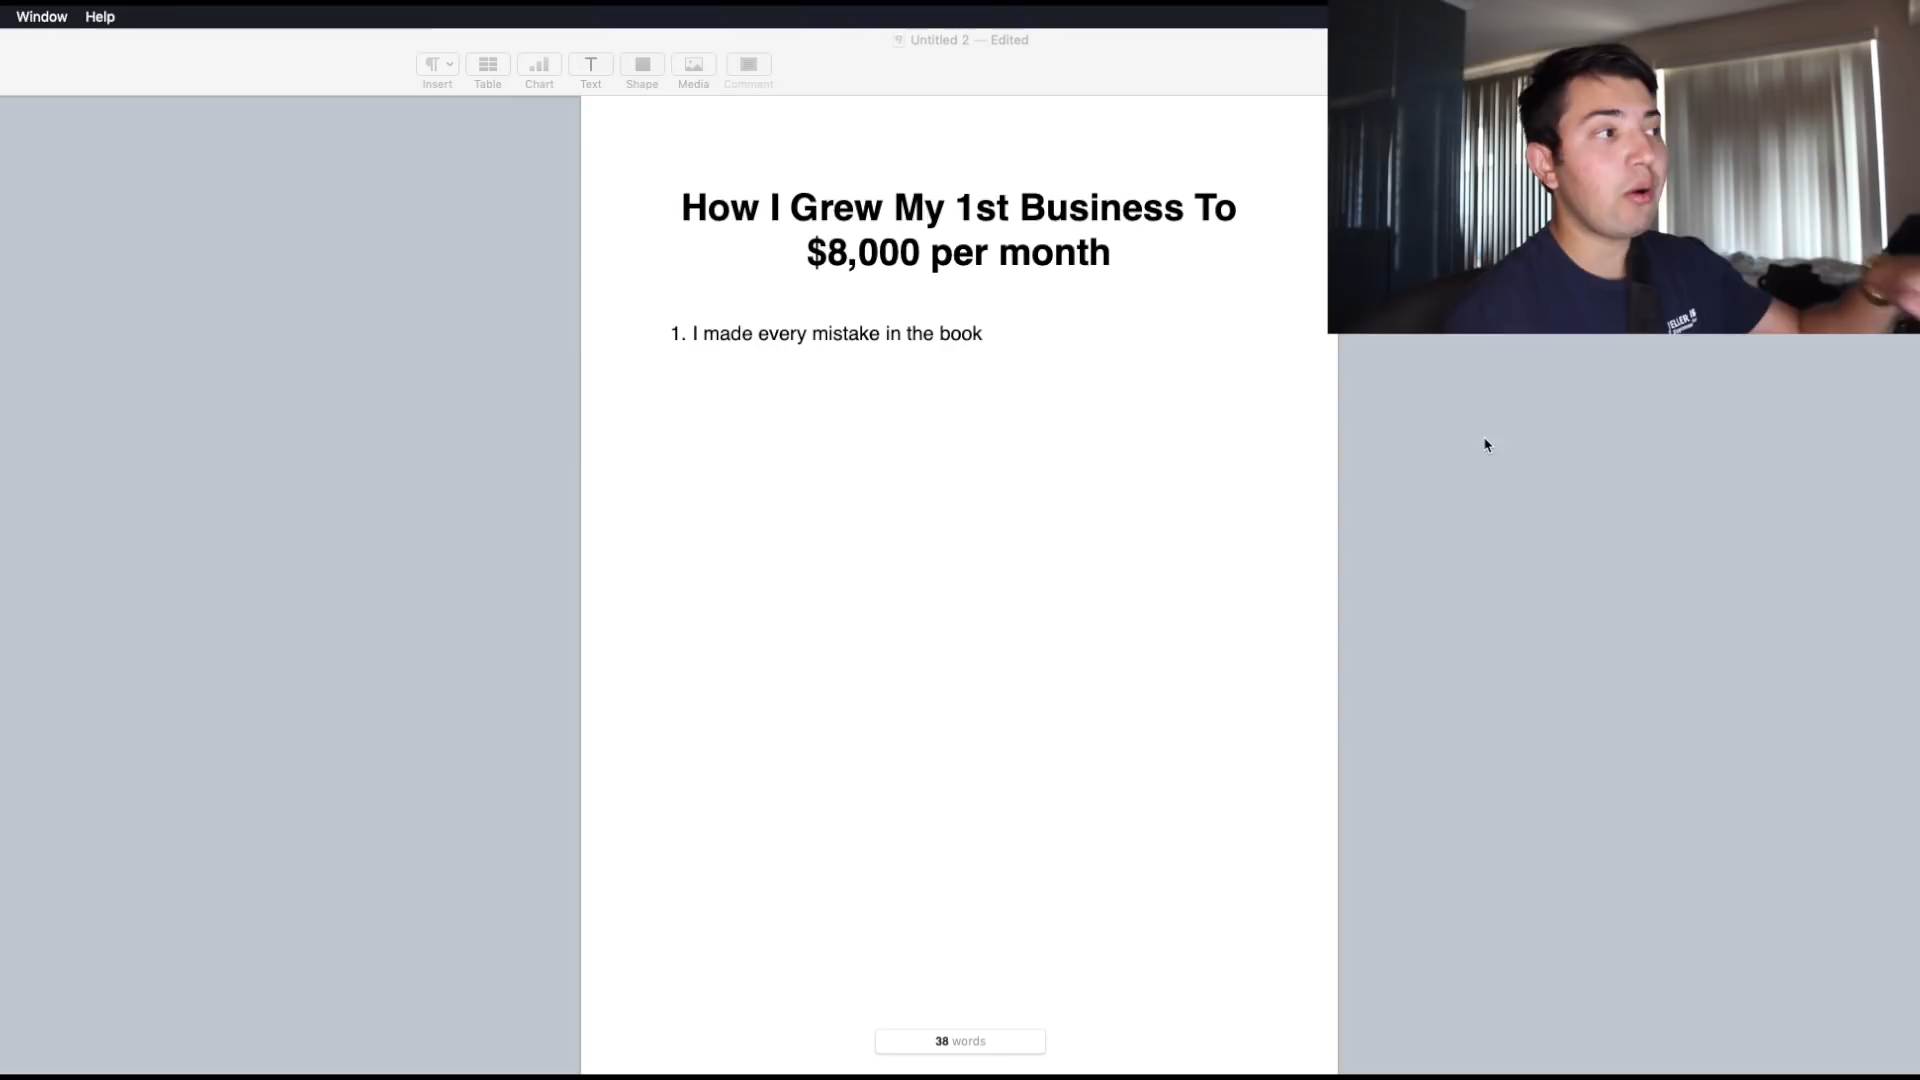 Window Help
Untitled 2 — Edited
Insert Table Chart Text Shape Media Comment
How I Grew My 1st Business To
$8,000 per month
1. I made every mistake in the book
38 words